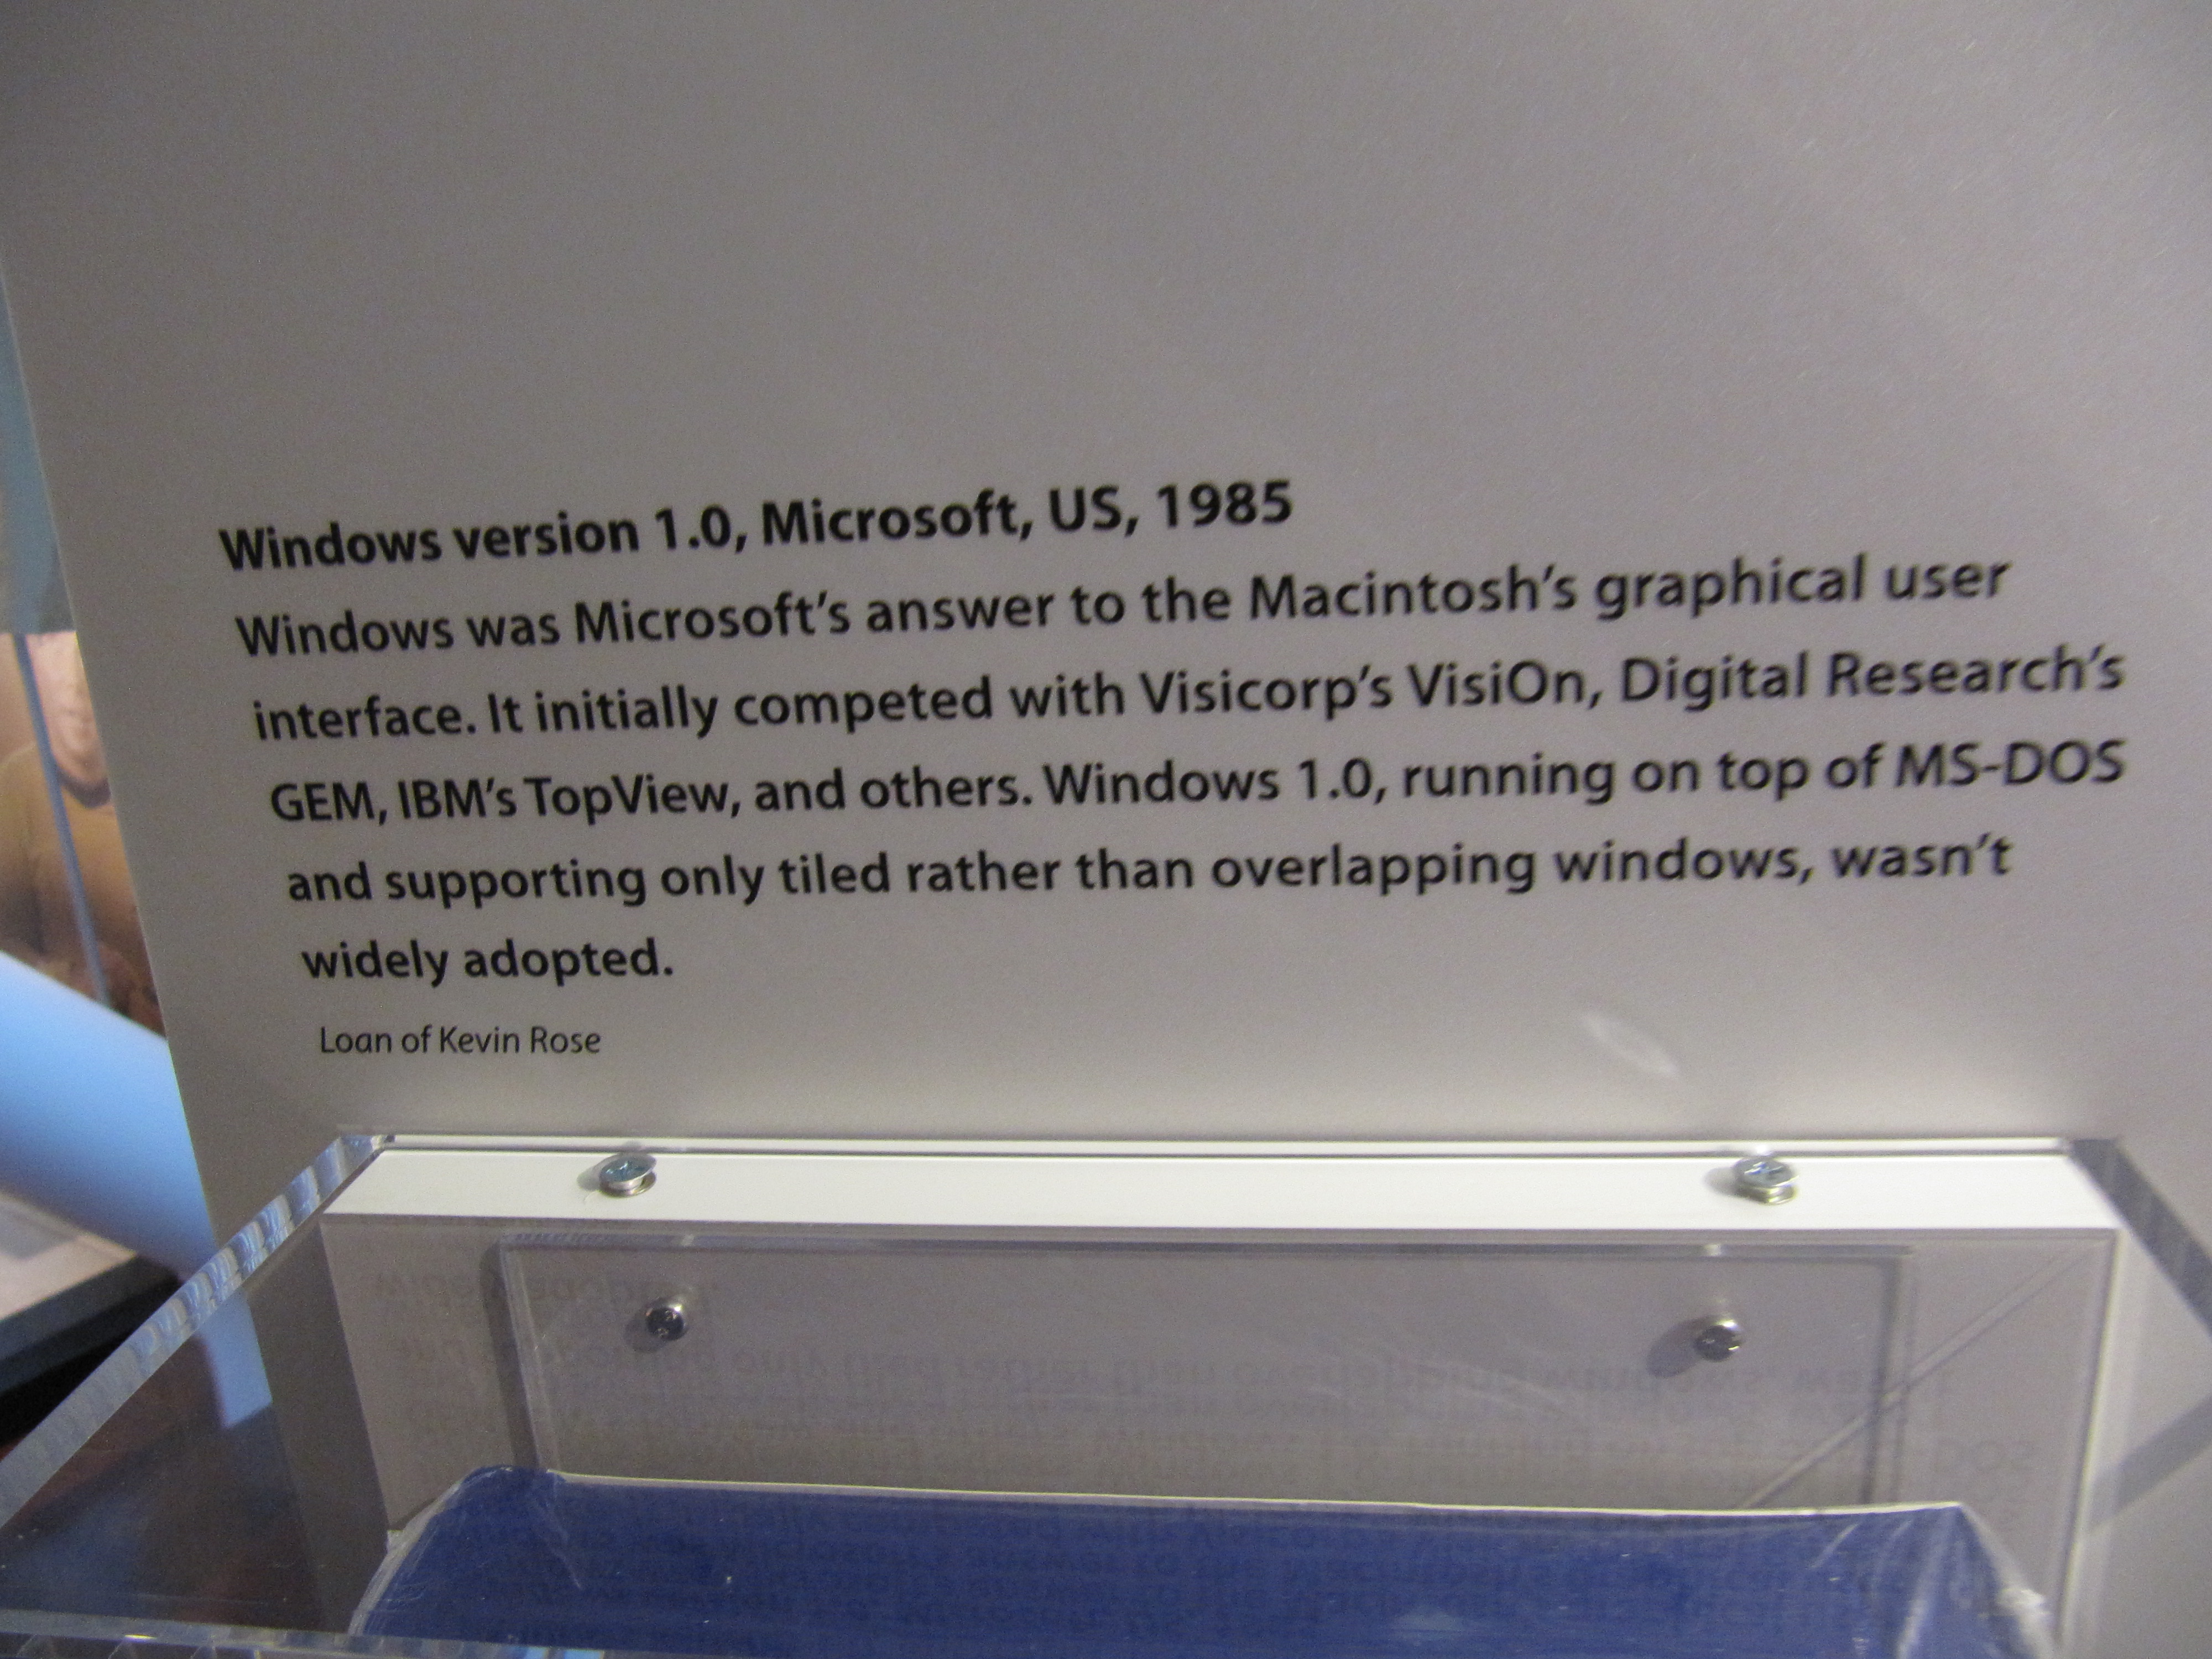 Windows version 1.0, Microsoft, US, 1985
Windows was Microsoft's answer to the Macintosh's graphical user
interface. It initially competed with Visicorp's VisiOn, Digital Research's
GEM, IBM's TopView, and others. Windows 1.0, running on top of MS-DOS
and supporting only tiled rather than overlapping windows, wasn't
widely adopted.
Loan of Kevin Rose